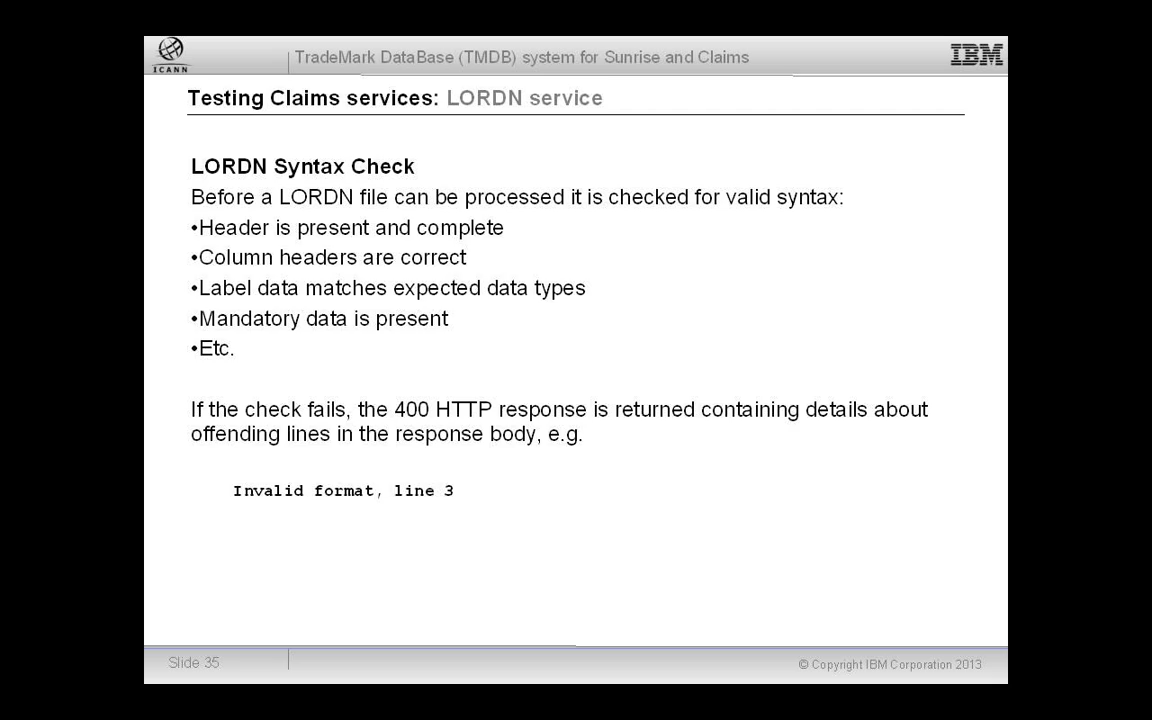 ICANN
TradeMark DataBase (TMDB) system for Sunrise and Claims
IBM
Testing Claims services: LORDN service
LORDN Syntax Check
Before a LORDN file can be processed it is checked for valid syntax:
•Header is present and complete
•Column headers are correct
•Label data matches expected data types
•Mandatory data is present
•Etc.
If the check fails, the 400 HTTP response is returned containing details about
offending lines in the response body, e.g.
Invalid format, line 3
Slide 35
© Copyright IBM Corporation 2013